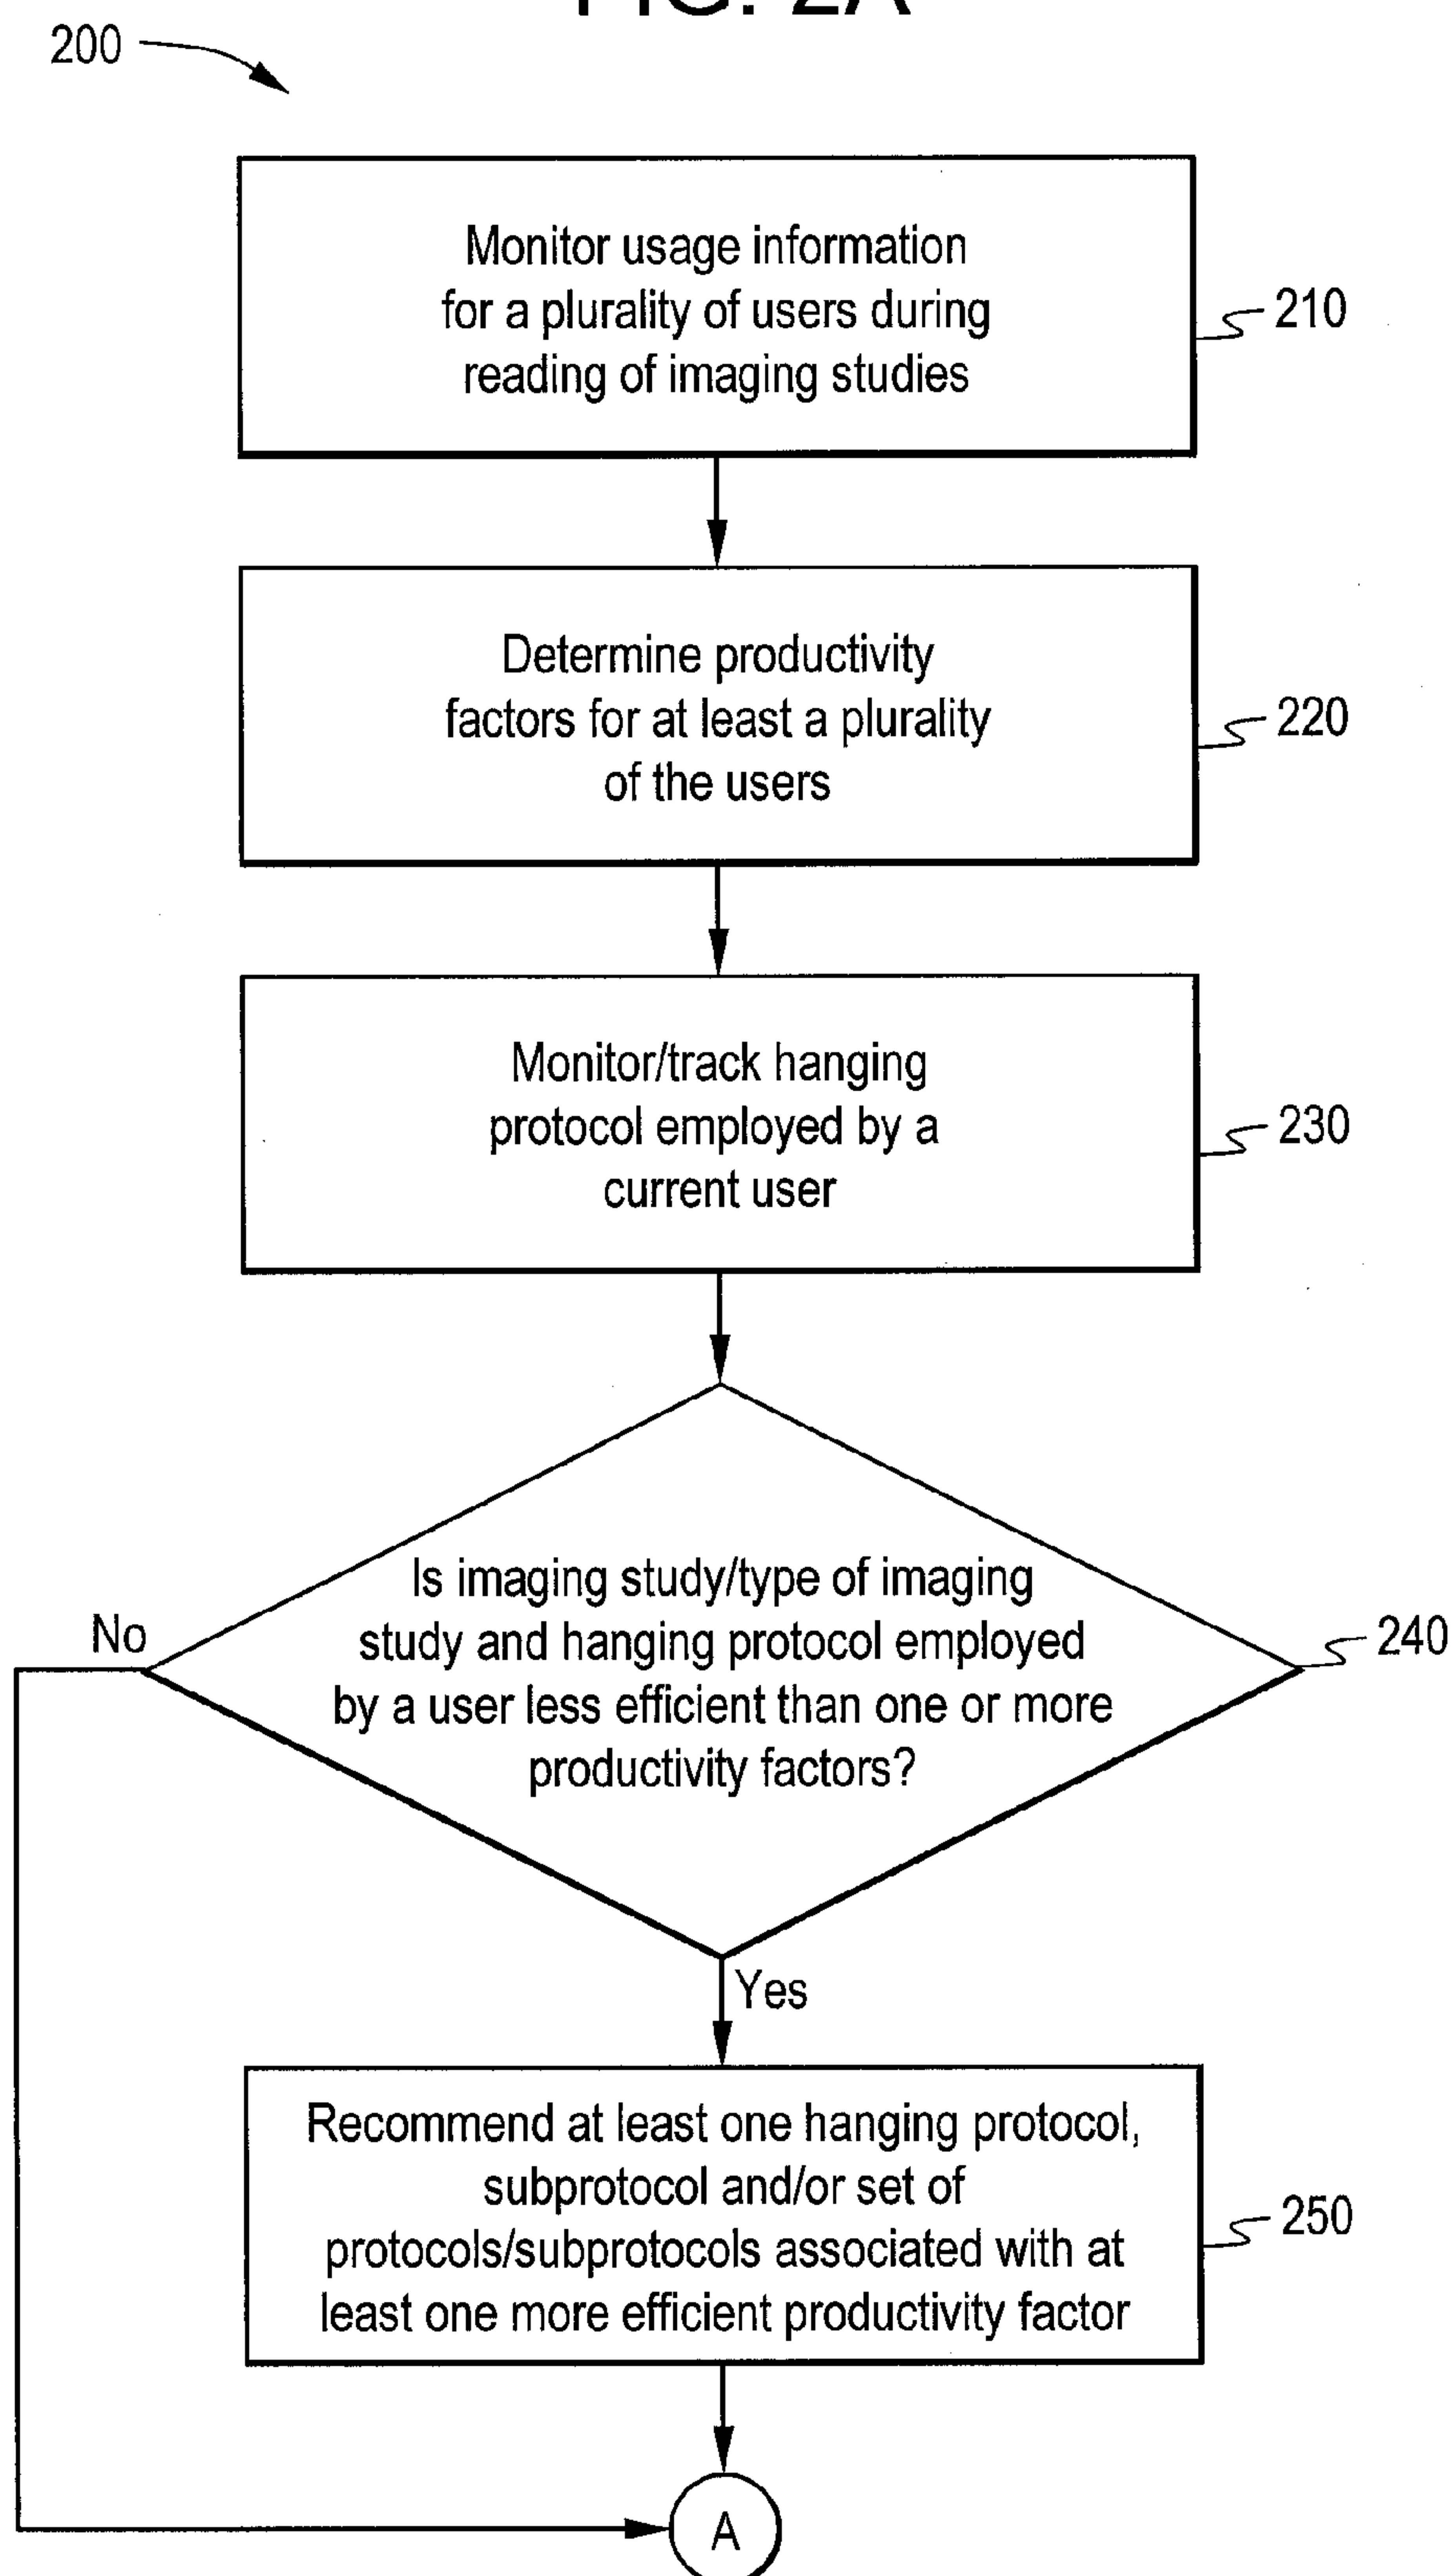 FIG. 2A
200
Monitor usage information
for a plurality of users during
reading of imaging studies
210
Determine productivity
factors for at least a plurality
of the users
220
Monitor/track hanging
protocol employed by a
current user
230
Is imaging study/type of imaging
study and hanging protocol employed
by a user less efficient than one or more
productivity factors?
No
240
Yes
Recommend at least one hanging protocol,
subprotocol and/or set of
protocols/subprotocols associated with at
least one more efficient productivity factor
250
A